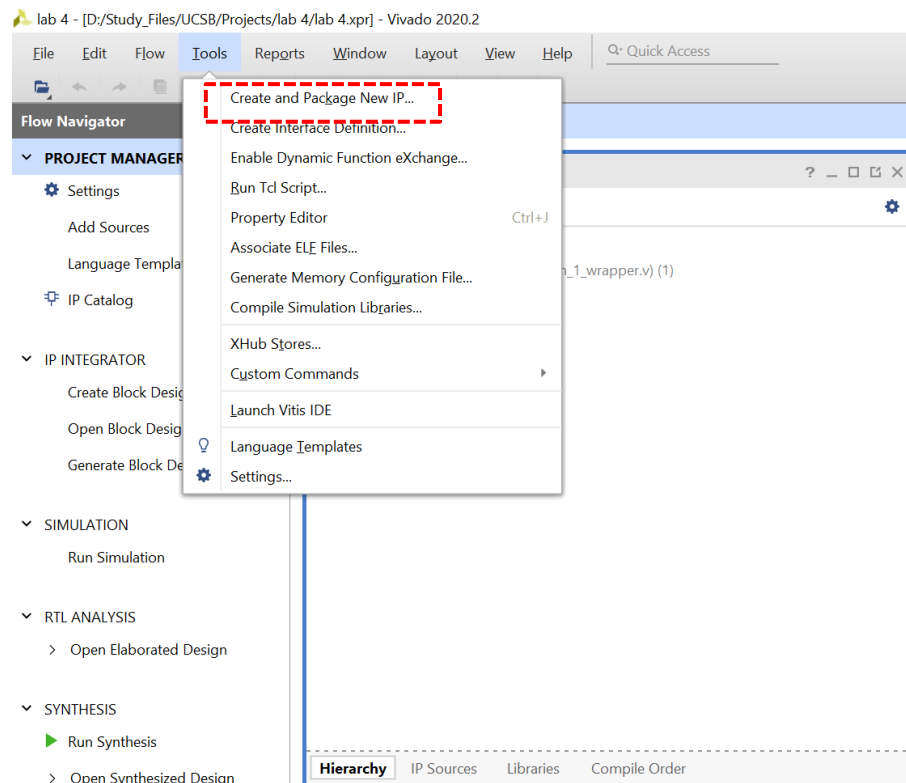 lab 4 - [D:/Study_Files/UCSB/Projects/lab 4/lab 4.xpr] - Vivado 2020.2
File Edit Flow Tools Reports Window Layout View Help Quick Access
Flow Navigator
PROJECT MANAGER
Settings
Add Sources
Language Templa
IP Catalog
IP INTEGRATOR
Create Block Desig
Open Block Desig
Generate Block De
SIMULATION
Run Simulation
RTL ANALYSIS
Open Elaborated Design
SYNTHESIS
Run Synthesis
Open Synthesized Design
Create and Package New IP...
Create Interface Definition...
Enable Dynamic Function eXchange...
Run Tcl Script...
Property Editor Ctrl+J
Associate ELF Files...
Generate Memory Configuration File...
Compile Simulation Libraries...
XHub Stores...
Custom Commands
Launch Vitis IDE
Language Templates
Settings...
? _
n_1_wrapper.v) (1)
Hierarchy IP Sources Libraries Compile Order